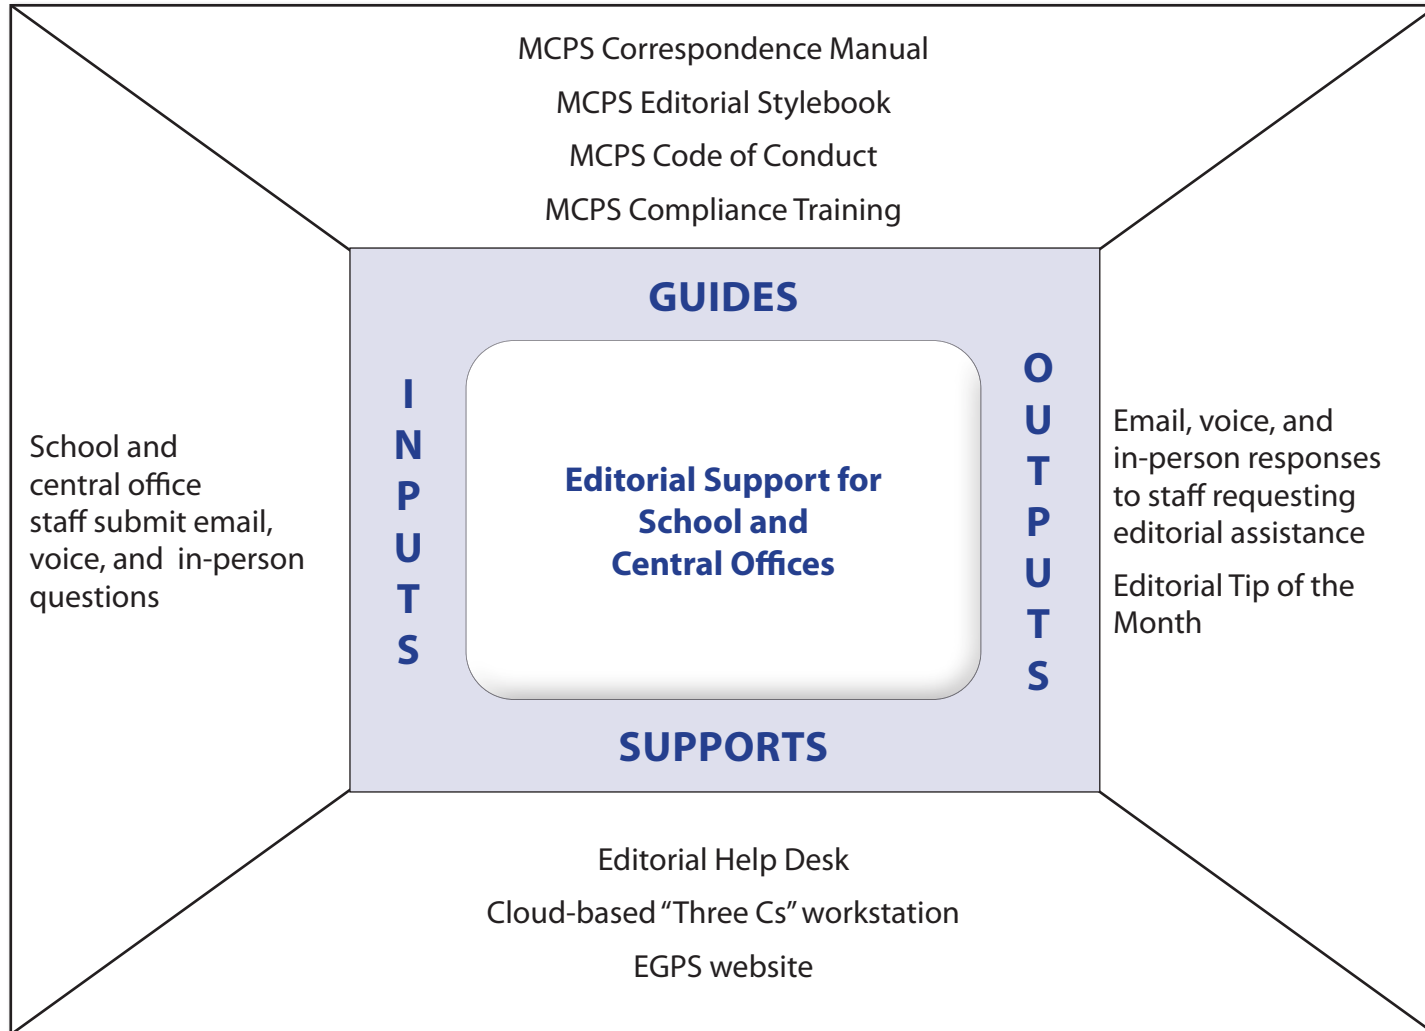 MCPS Correspondence Manual
MCPS Editorial Stylebook
MCPS Code of Conduct
MCPS Compliance Training
GUIDES
INPUTS
School and
central office
staff submit email,
voice, and in-person
questions
Editorial Support for
School and
Central Offices
OUTPUTS
Email, voice, and
in-person responses
to staff requesting
editorial assistance
Editorial Tip of the
Month
SUPPORTS
Editorial Help Desk
Cloud-based “Three Cs” workstation
EGPS website